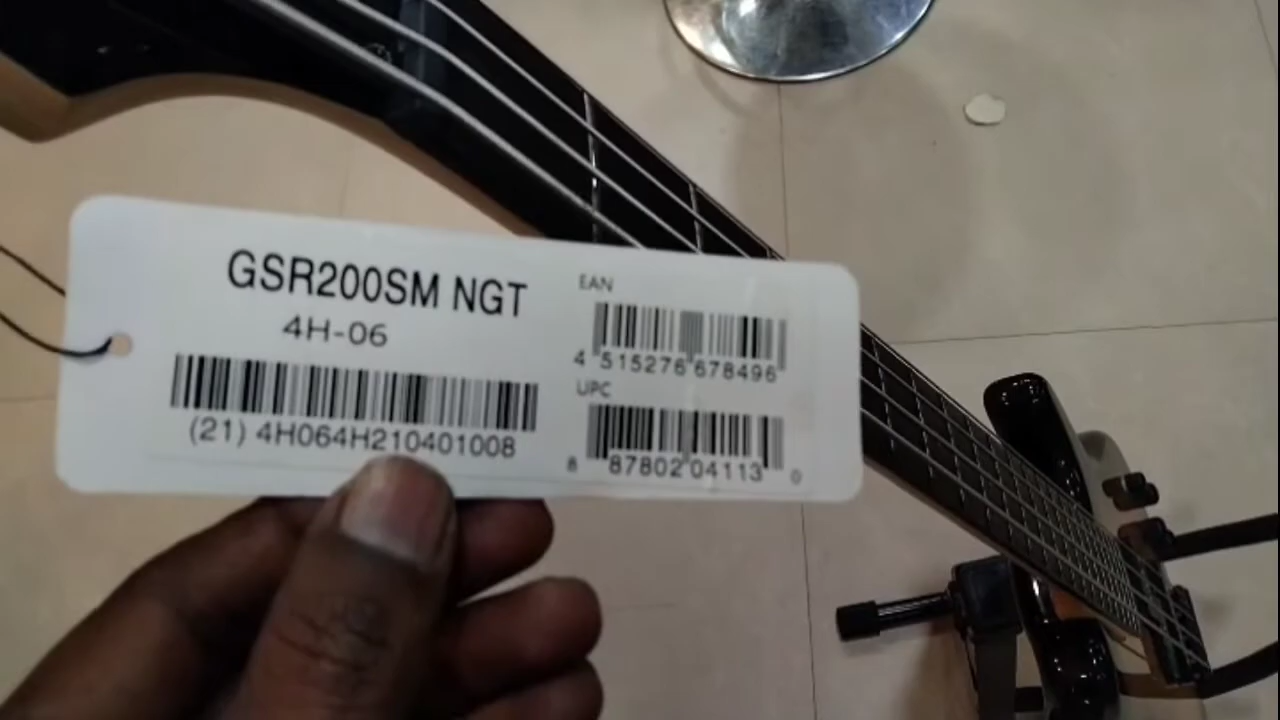 GSR200SM NGT
4H-06
(21) 4H064H210401008
EAN
4 515276 678496
UPC
8 87802 04113 0